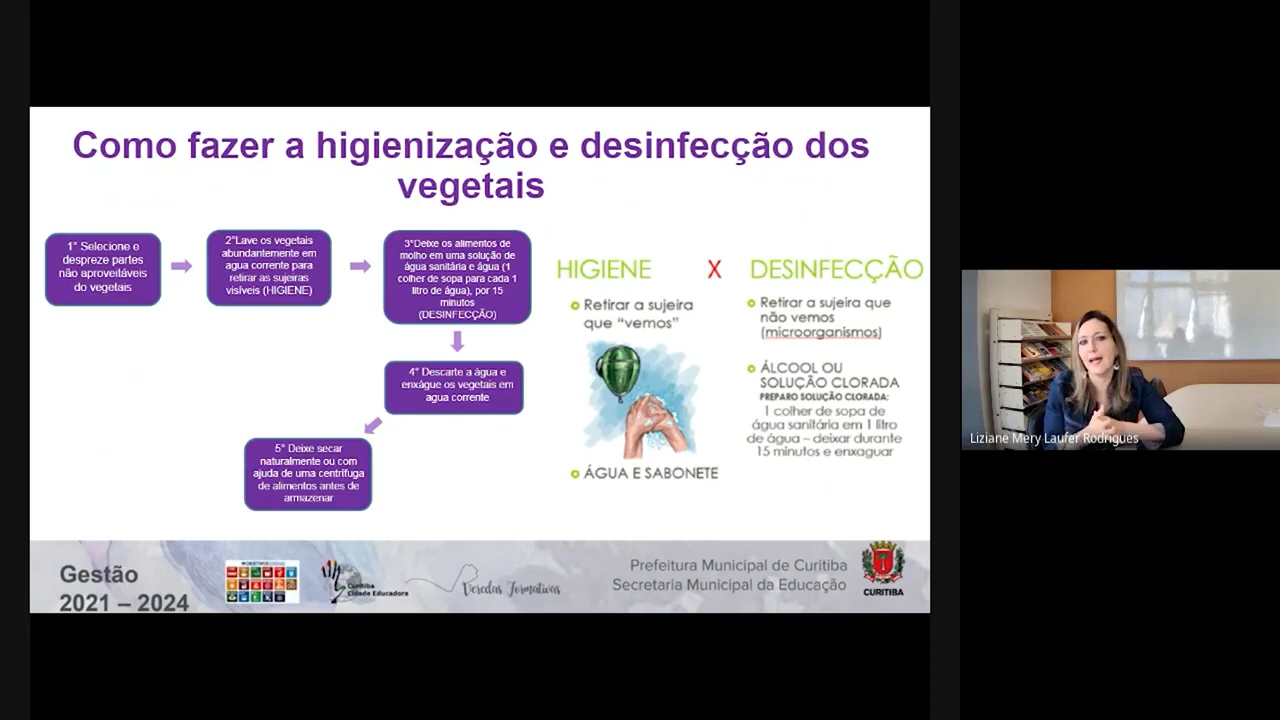 Como fazer a higienização e desinfecção dos
vegetais
1° Selecione e
despreze partes
não aproveitáveis
do vegetais
2°Lave os vegetais
abundantemente em
agua corrente para
retirar as sujeiras
visíveis (HIGIENE)
3°Deixe os alimentos de
molho em uma solução de
água sanitária e água (1
colher de sopa para cada 1
litro de água), por 15
minutos
(DESINFECÇÃO)
4° Descarte a água e
enxágue os vegetais em
agua corrente
5° Deixe secar
naturalmente ou com
ajuda de uma centrífuga
de alimentos antes de
armazenar
HIGIENE X DESINFECÇÃO
Retirar a sujeira
que “vemos”
ÁGUA E SABONETE
Retirar a sujeira que
não vemos
(microorganismos)
ÁLCOOL OU
SOLUÇÃO CLORADA
PREPARO SOLUÇÃO CLORADA:
1 colher de sopa de
água sanitária em 1 litro
de água – deixar durante
15 minutos e enxaguar
Liziane Mery Laufer Rodrigues
Gestão
2021 – 2024
Curitiba
Cidade Educadora
Veredas Formativas
Prefeitura Municipal de Curitiba
Secretaria Municipal da Educação
CURITIBA